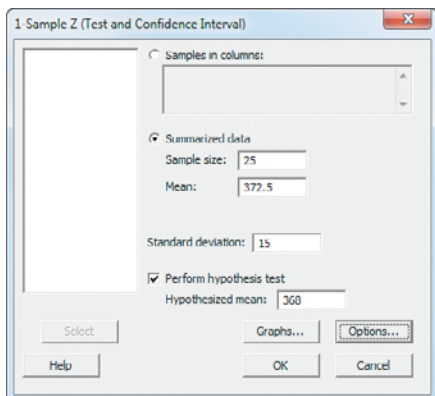 1-Sample Z (Test and Confidence Interval)
Samples in columns:
Summarized data
Sample size: 25
Mean: 372.5
Standard deviation: 15
Perform hypothesis test
Hypothesized mean: 368
Select
Graphs...
Options...
Help
OK
Cancel